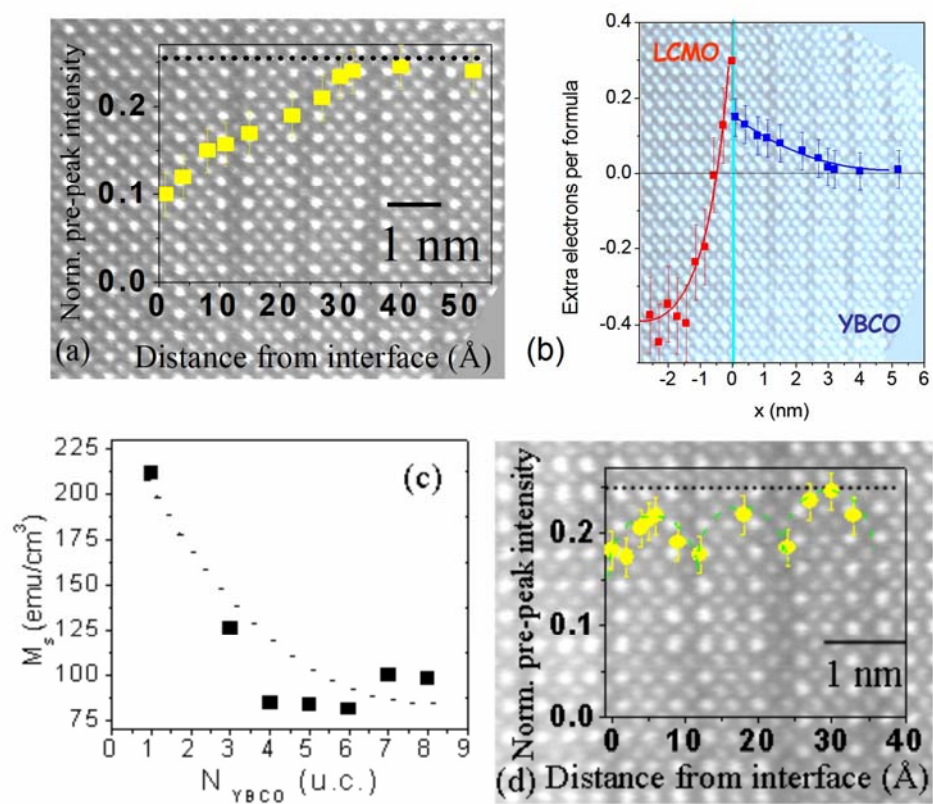 Norm. pre-peak intensity
0.2
0.1
0.0
0 10 20 30 40 50
1 nm
(a) Distance from interface (Å)
Extra electrons per formula
0.4
0.2
0.0
-0.2
-0.4
LCMO
YBCO
-2 -1 0 1 2 3 4 5 6
(b)
x (nm)
M_s (emu/cm³)
225
200
175
150
125
100
75
(c)
0 1 2 3 4 5 6 7 8 9
N_YBCO (u.c.)
Norm. pre-peak intensity
0.2
0.1
0.0
1 nm
0 10 20 30 40
(d) Distance from interface (Å)